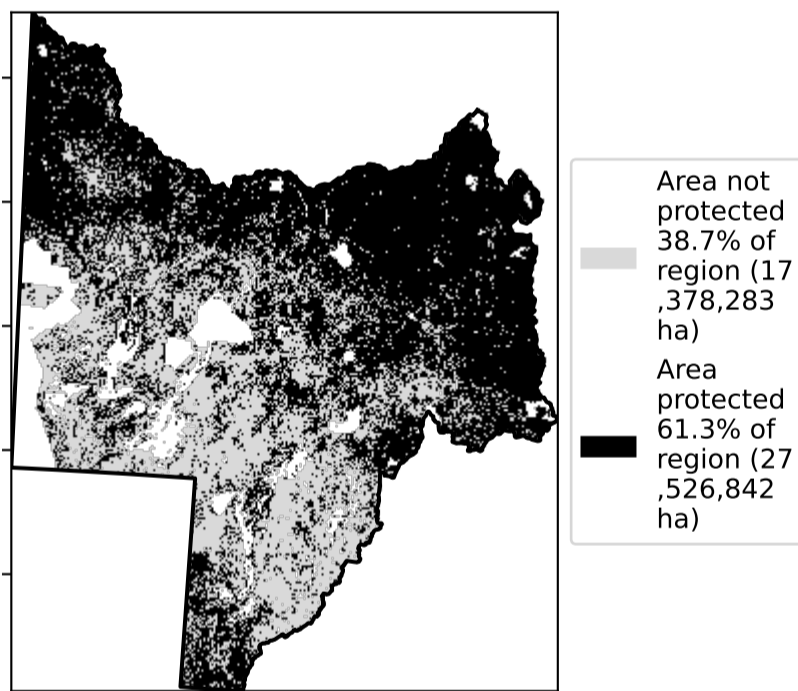 Area not
protected
38.7% of
region (17
,378,283
ha)
Area
protected
61.3% of
region (27
,526,842
ha)